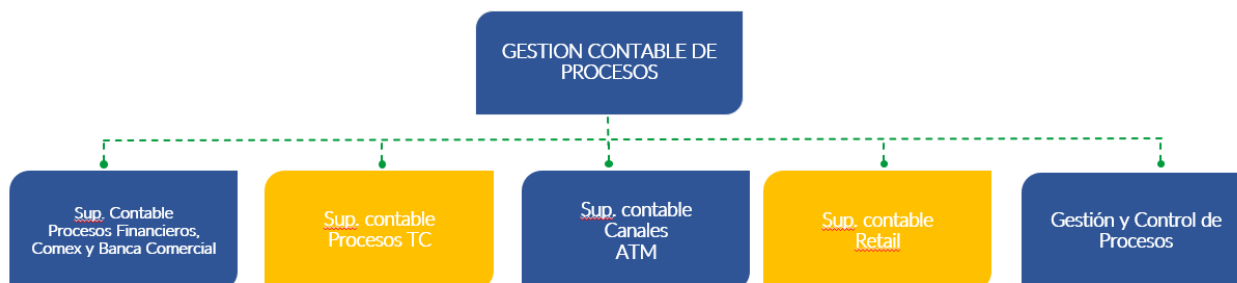 GESTION CONTABLE DE
PROCESOS
Sup. Contable
Procesos Financieros,
Comex y Banca Comercial
Sup. contable
Procesos TC
Sup. contable
Canales
ATM
Sup. contable
Retail
Gestión y Control de
Procesos